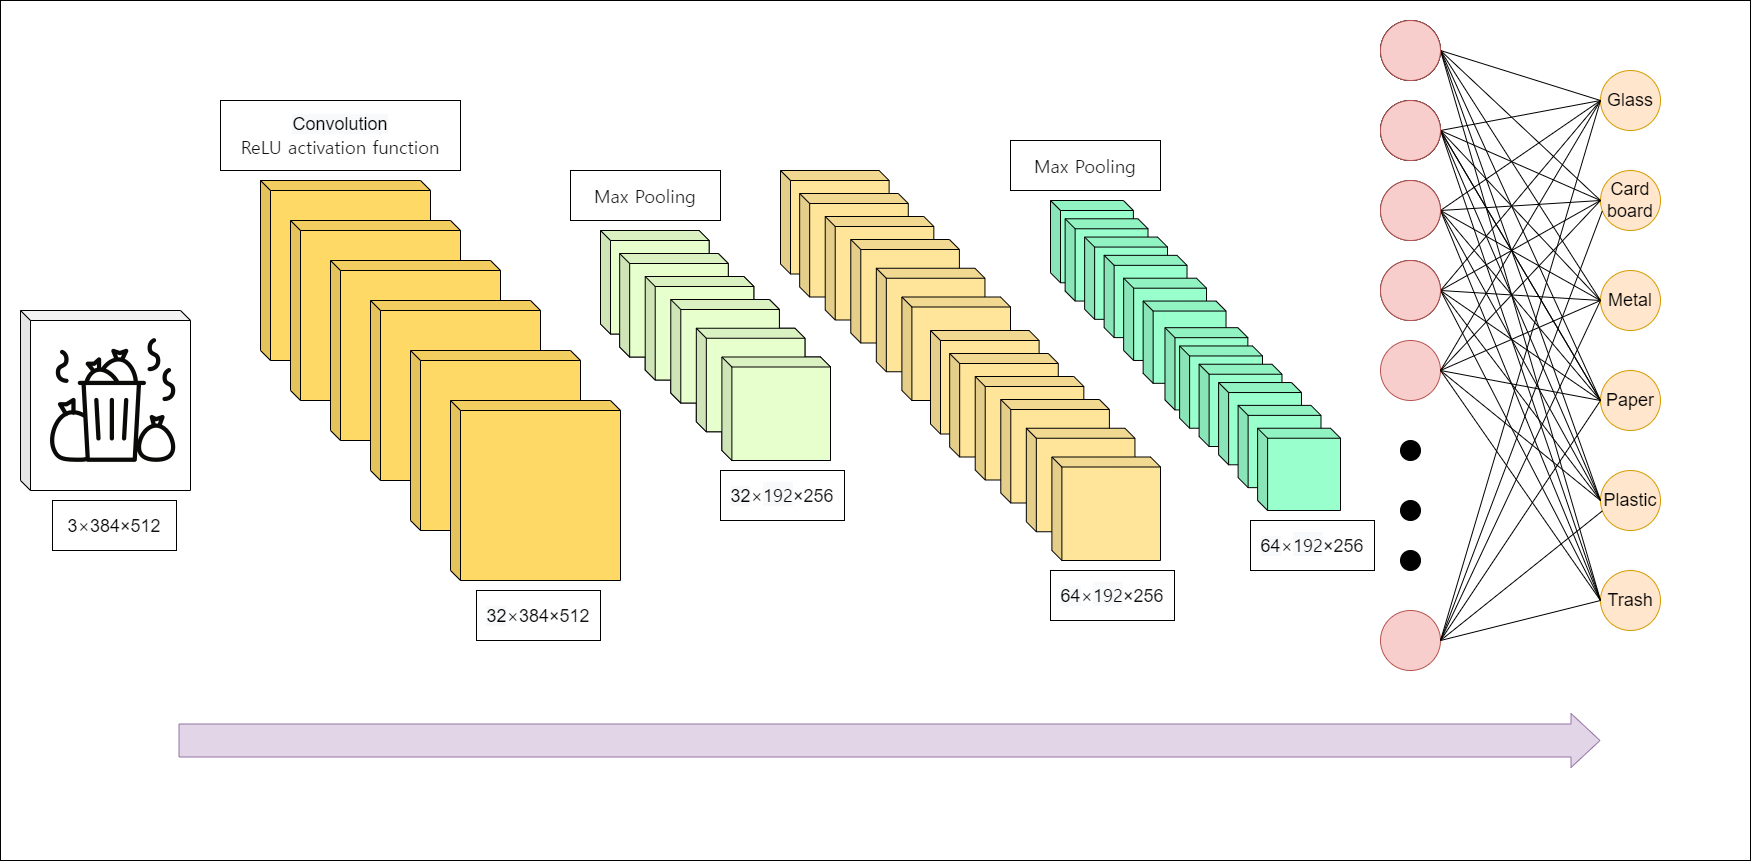 Convolution
ReLU activation function
Max Pooling
Max Pooling
3×384×512
32×384×512
32×192×256
64×192×256
64×192×256
Glass
Card
board
Metal
Paper
Plastic
Trash